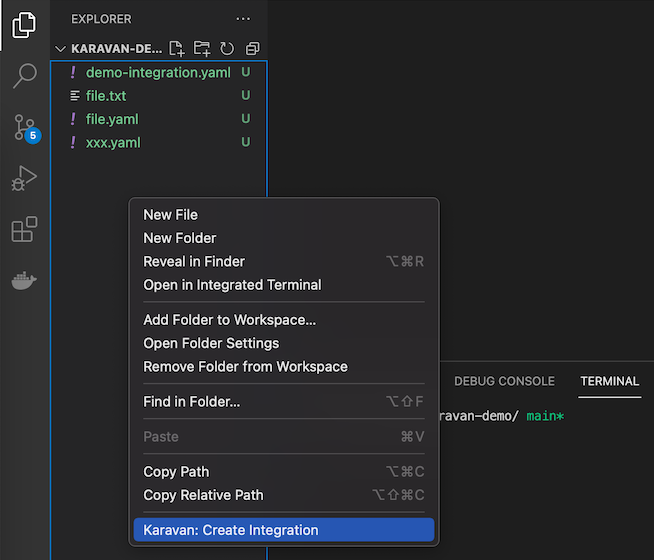 EXPLORER ...
KARAVAN-DE...
! demo-integration.yaml U
file.txt U
! file.yaml U
! xxx.yaml U
5
New File
New Folder
Reveal in Finder ⌥⌘R
Open in Integrated Terminal
Add Folder to Workspace...
Open Folder Settings
Remove Folder from Workspace
DEBUG CONSOLE TERMINAL
Find in Folder... ⌥⇧F
ravan-demo/ main*
Paste ⌘V
Copy Path ⌥⌘C
Copy Relative Path ⌥⇧⌘C
Karavan: Create Integration